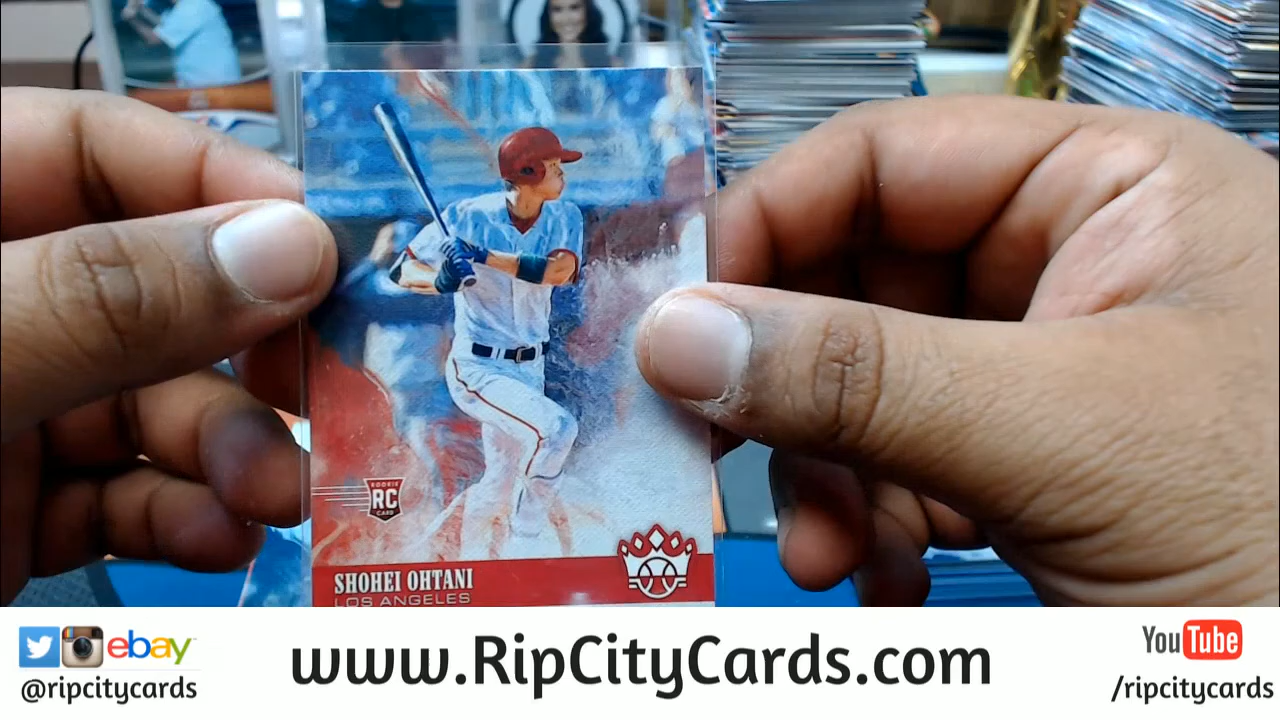 ROOKIE
RC
CARD
SHOHEI OHTANI
LOS ANGELES
ebay
@ripcitycards
www.RipCityCards.com
YouTube
/ripcitycards